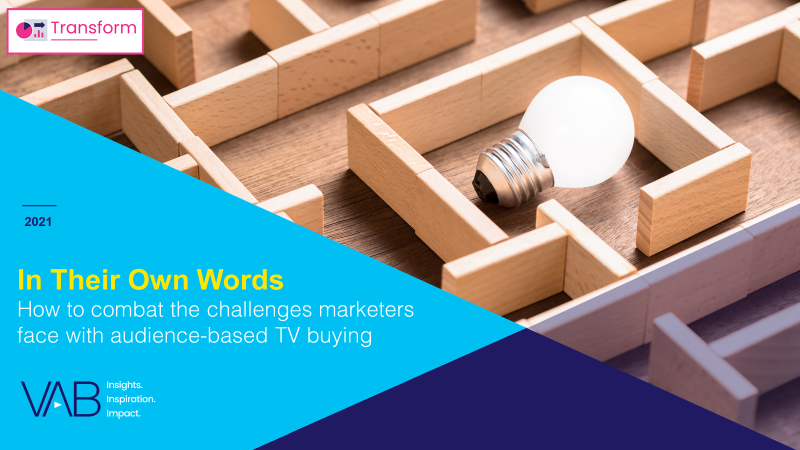 Transform
2021
In Their Own Words
How to combat the challenges marketers
face with audience-based TV buying
VAB
Insights.
Inspiration.
Impact.